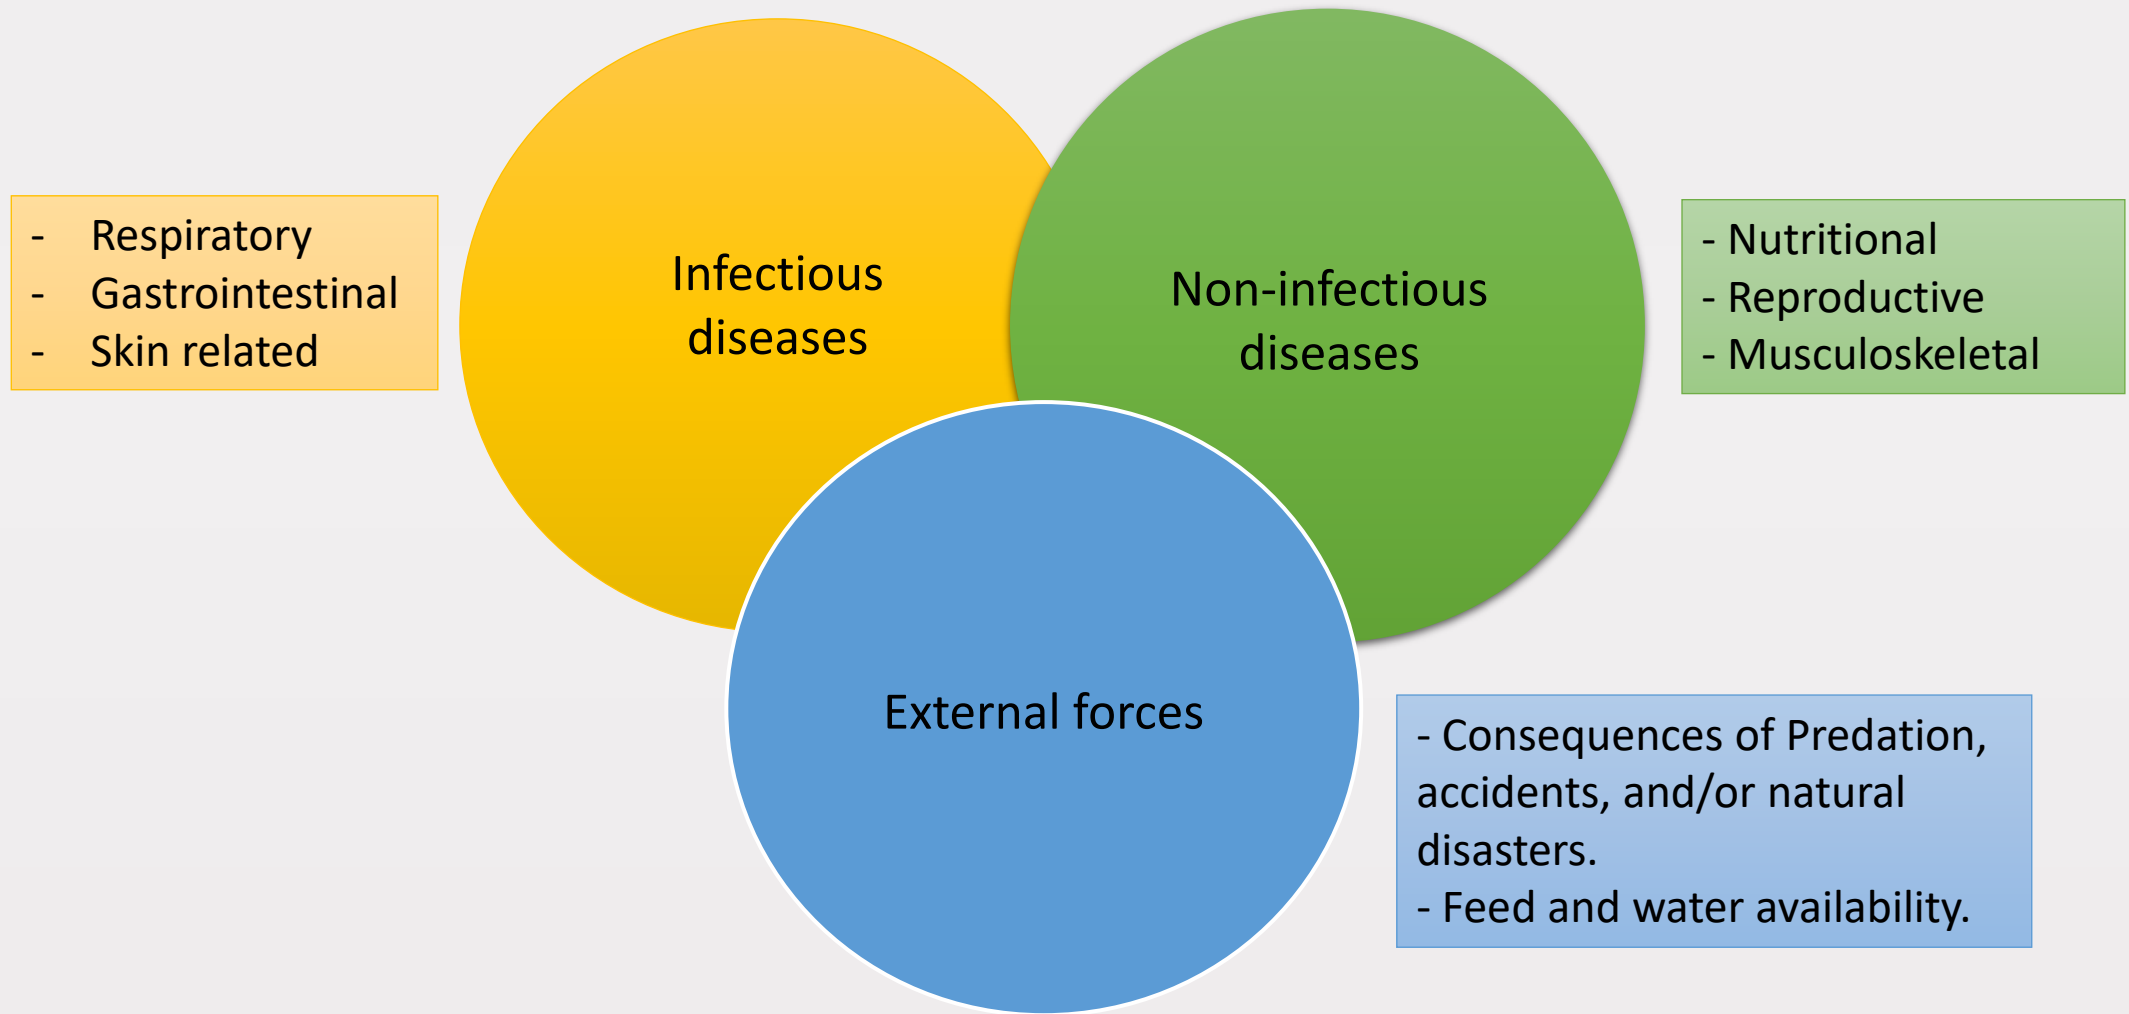 - Respiratory
- Gastrointestinal
- Skin related
Infectious
diseases
Non-infectious
diseases
- Nutritional
- Reproductive
- Musculoskeletal
External forces
- Consequences of Predation,
accidents, and/or natural
disasters.
- Feed and water availability.